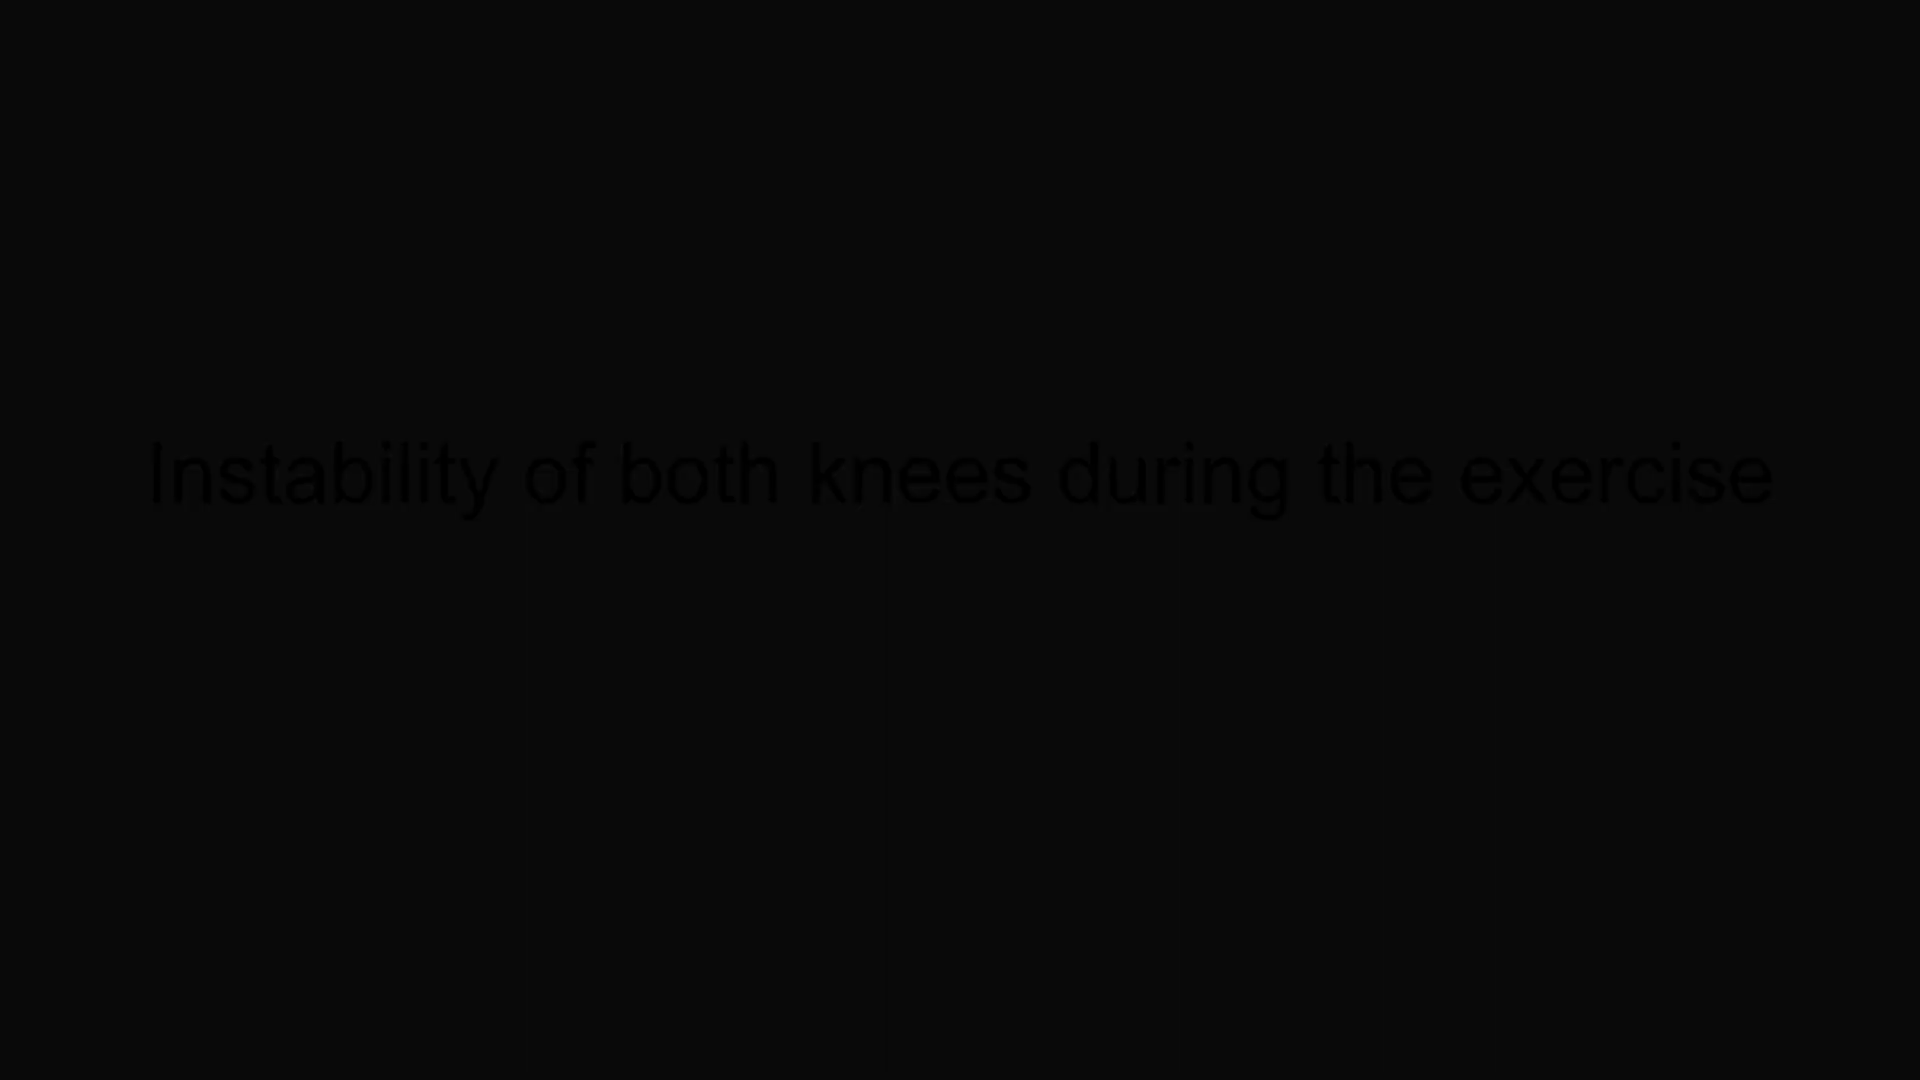 Instability of both knees during the exercise